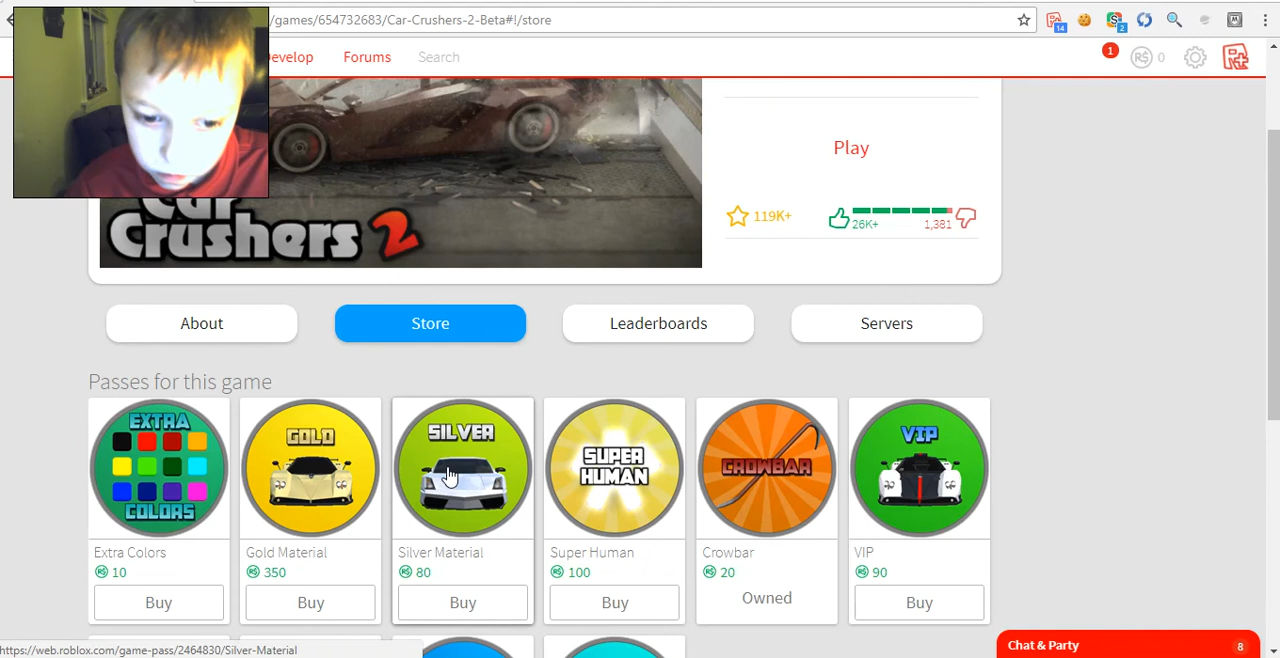 /games/654732683/Car-Crushers-2-Beta#!/store
14
2
Develop Forums Search
1
R$ 0
R+
Car
Crushers 2
Play
119K+
26K+
1,381
About
Store
Leaderboards
Servers
Passes for this game
EXTRA
COLORS
GOLD
SILVER
SUPER
HUMAN
CROWBAR
VIP
Extra Colors
Gold Material
Silver Material
Super Human
Crowbar
VIP
R$ 10
R$ 350
R$ 80
R$ 100
R$ 20
R$ 90
Buy
Buy
Buy
Buy
Owned
Buy
https://web.roblox.com/game-pass/2464830/Silver-Material
Chat & Party
8